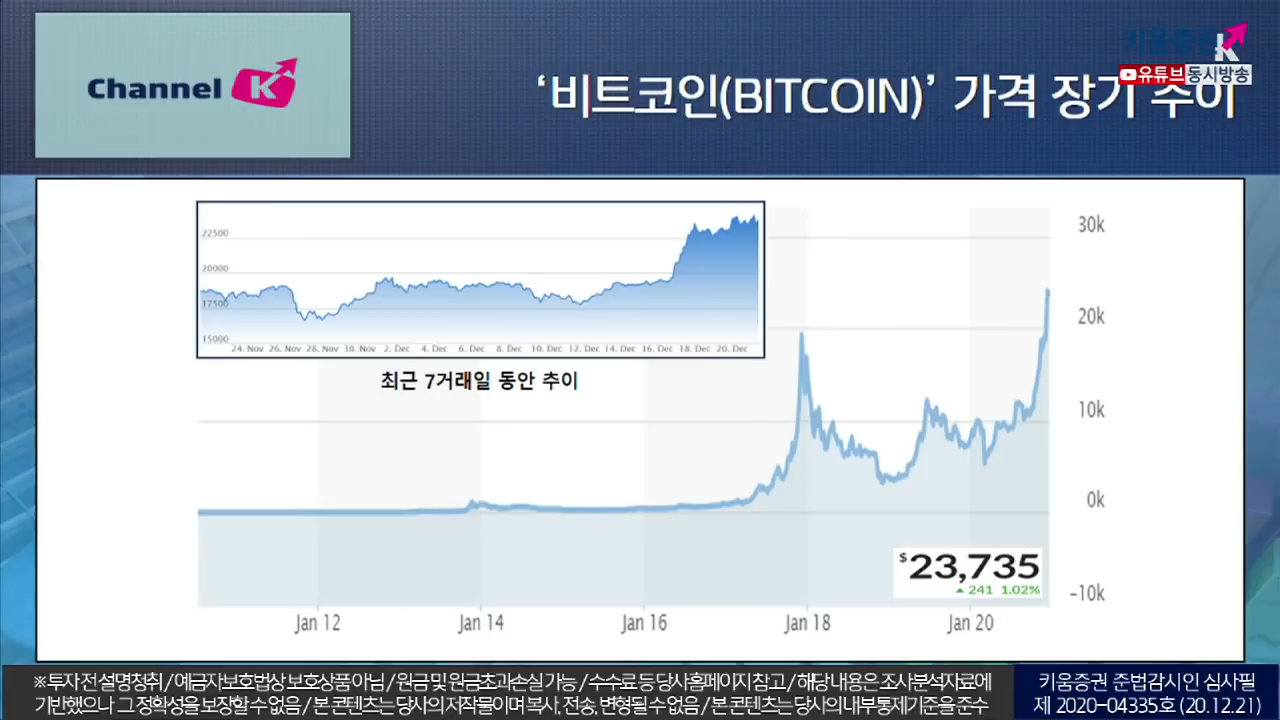 Channel K
키움증권
유튜브 동시방송
‘비트코인(BITCOIN)’ 가격 장기 추이
22500
20000
17500
15000
24. Nov 26. Nov 28. Nov 30. Nov 2. Dec 4. Dec 6. Dec 8. Dec 10. Dec 12. Dec 14. Dec 16. Dec 18. Dec 20. Dec
최근 7거래일 동안 추이
30k
20k
10k
0k
-10k
$23,735
▲ 241 1.02%
Jan 12 Jan 14 Jan 16 Jan 18 Jan 20
※ 투자 전 설명청취 / 예금자보호법상 보호상품 아님 / 원금 및 원금초과손실 가능 / 수수료 등 당사홈페이지 참고 / 해당 내용은 조사분석자료에
기반했으나 그 정확성을 보장할 수 없음 / 본 콘텐츠는 당사의 저작물이며 복사, 전송, 변형될 수 없음 / 본 콘텐츠는 당사의 내부통제기준을 준수
키움증권 준법감시인 심사필
제 2020-04335호 (20.12.21)